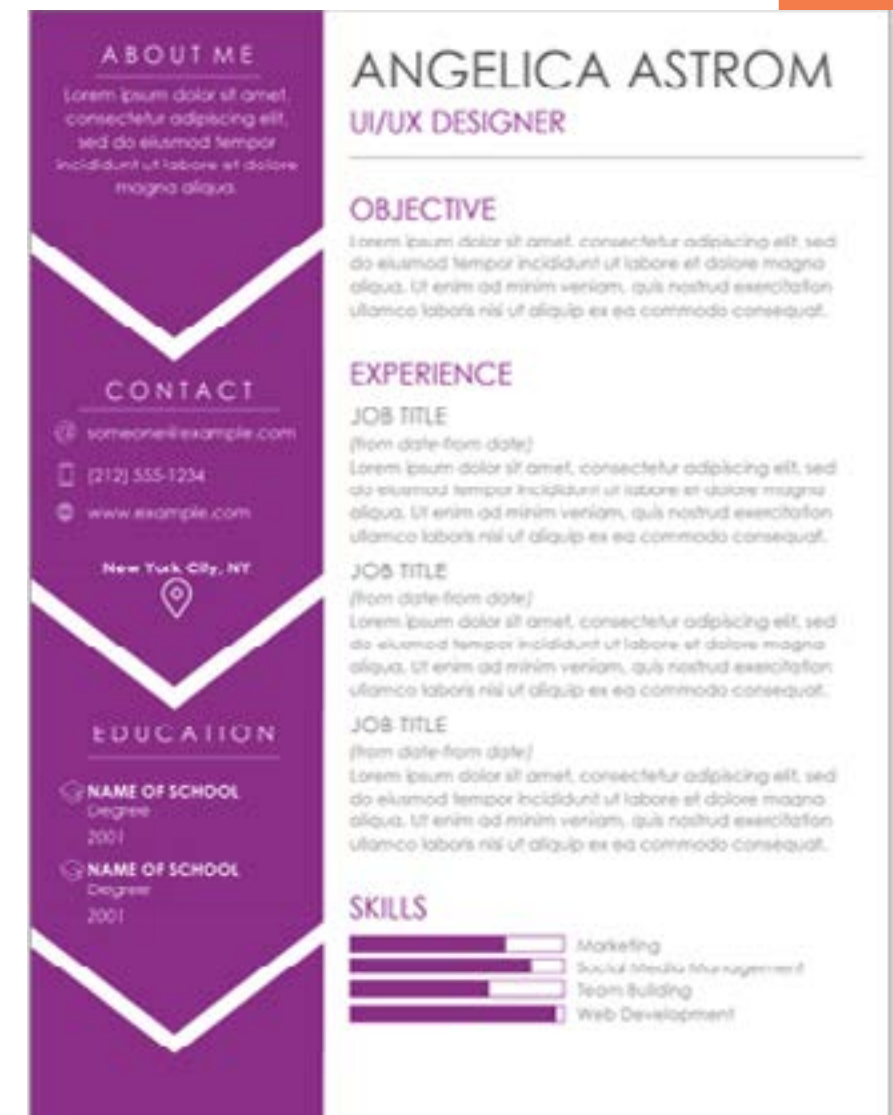 ABOUT ME
Lorem ipsum dolor sit amet,
consectetur adipiscing elit,
sed do eiusmod tempor
incididunt ut labore et dolore
magna aliqua.
CONTACT
someone@example.com
(212) 555-1234
www.example.com
New York City, NY
EDUCATION
NAME OF SCHOOL
Degree
2001
NAME OF SCHOOL
Degree
2001
ANGELICA ASTROM
UI/UX DESIGNER
OBJECTIVE
Lorem ipsum dolor sit amet, consectetur adipiscing elit, sed
do eiusmod tempor incididunt ut labore et dolore magna
aliqua. Ut enim ad minim veniam, quis nostrud exercitation
ullamco laboris nisi ut aliquip ex ea commodo consequat.
EXPERIENCE
JOB TITLE
(from date-from date)
Lorem ipsum dolor sit amet, consectetur adipiscing elit, sed
do eiusmod tempor incididunt ut labore et dolore magna
aliqua. Ut enim ad minim veniam, quis nostrud exercitation
ullamco laboris nisi ut aliquip ex ea commodo consequat.
JOB TITLE
(from date-from date)
Lorem ipsum dolor sit amet, consectetur adipiscing elit, sed
do eiusmod tempor incididunt ut labore et dolore magna
aliqua. Ut enim ad minim veniam, quis nostrud exercitation
ullamco laboris nisi ut aliquip ex ea commodo consequat.
JOB TITLE
(from date-from date)
Lorem ipsum dolor sit amet, consectetur adipiscing elit, sed
do eiusmod tempor incididunt ut labore et dolore magna
aliqua. Ut enim ad minim veniam, quis nostrud exercitation
ullamco laboris nisi ut aliquip ex ea commodo consequat.
SKILLS
Marketing
Social Media Management
Team Building
Web Development